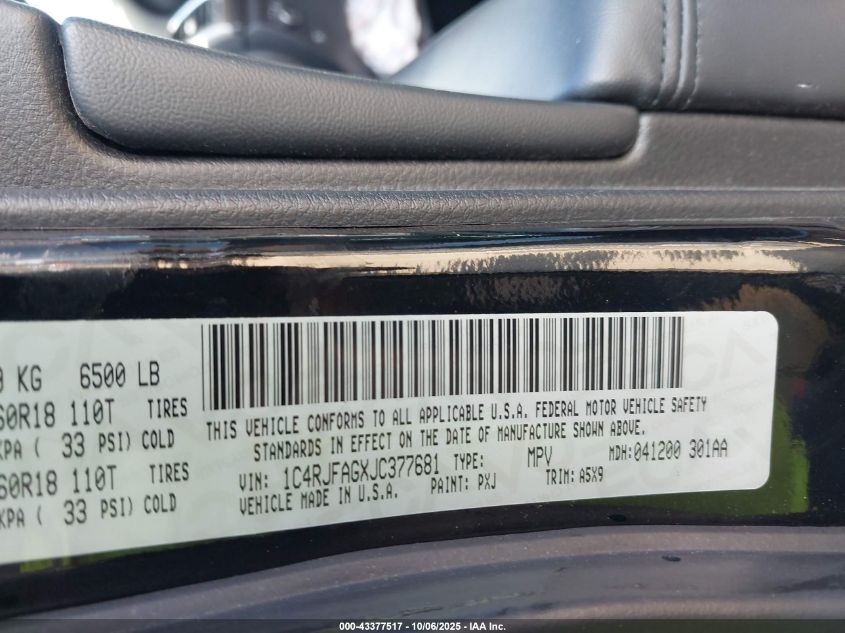 KG 6500 LB
60R18 110T TIRES
KPA ( 33 PSI) COLD
60R18 110T TIRES
KPA ( 33 PSI) COLD
THIS VEHICLE CONFORMS TO ALL APPLICABLE U.S.A. FEDERAL MOTOR VEHICLE SAFETY
STANDARDS IN EFFECT ON THE DATE OF MANUFACTURE SHOWN ABOVE.
VIN: 1C4RJFAGXJC377681 TYPE: MPV MDH:041200 301AA
VEHICLE MADE IN U.S.A. PAINT: PXJ TRIM: A5X9
000-43377517 | 10/06/2025 | IAA Inc.